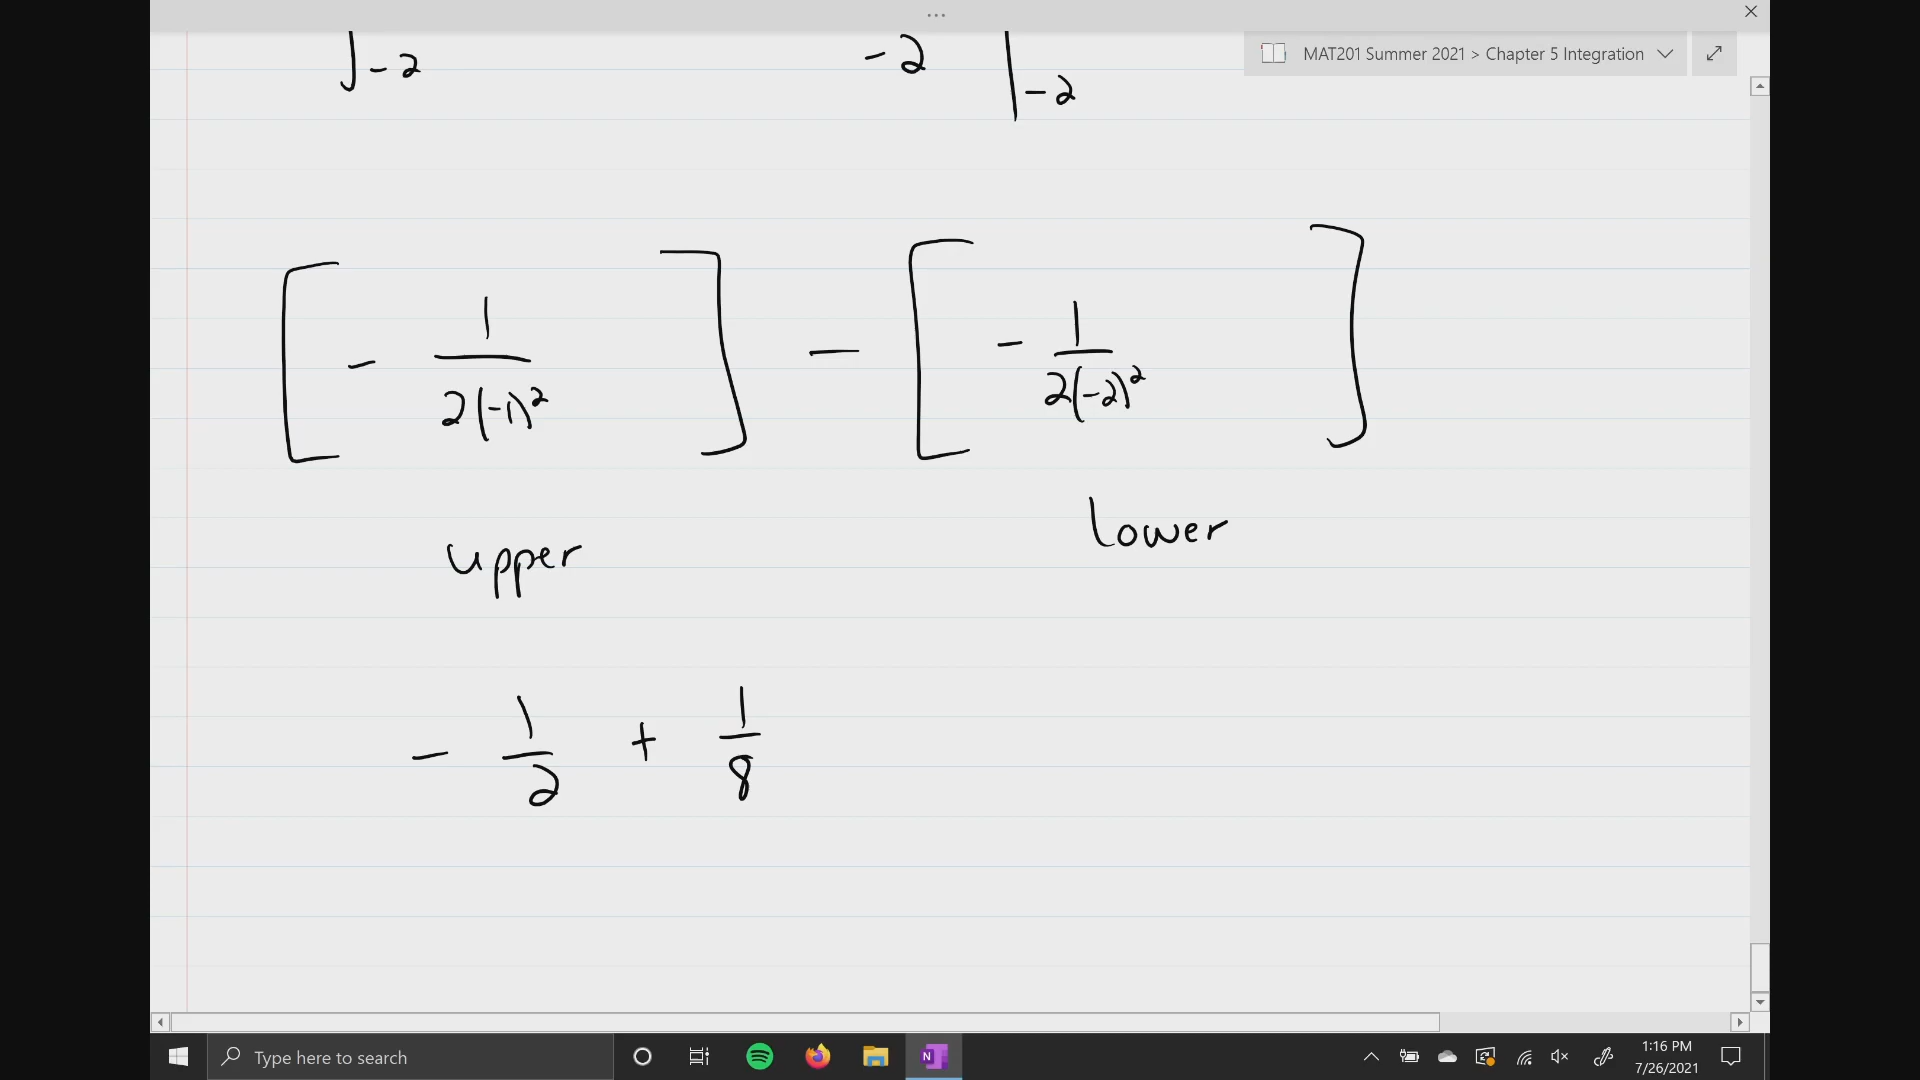 ...
MAT201 Summer 2021 > Chapter 5 Integration
∫-2 -2 |-2
[ - 1/2(-1)² ] - [ - 1/2(-2)² ]
upper lower
- 1/2 + 1/8
Type here to search
N
1:16 PM
7/26/2021